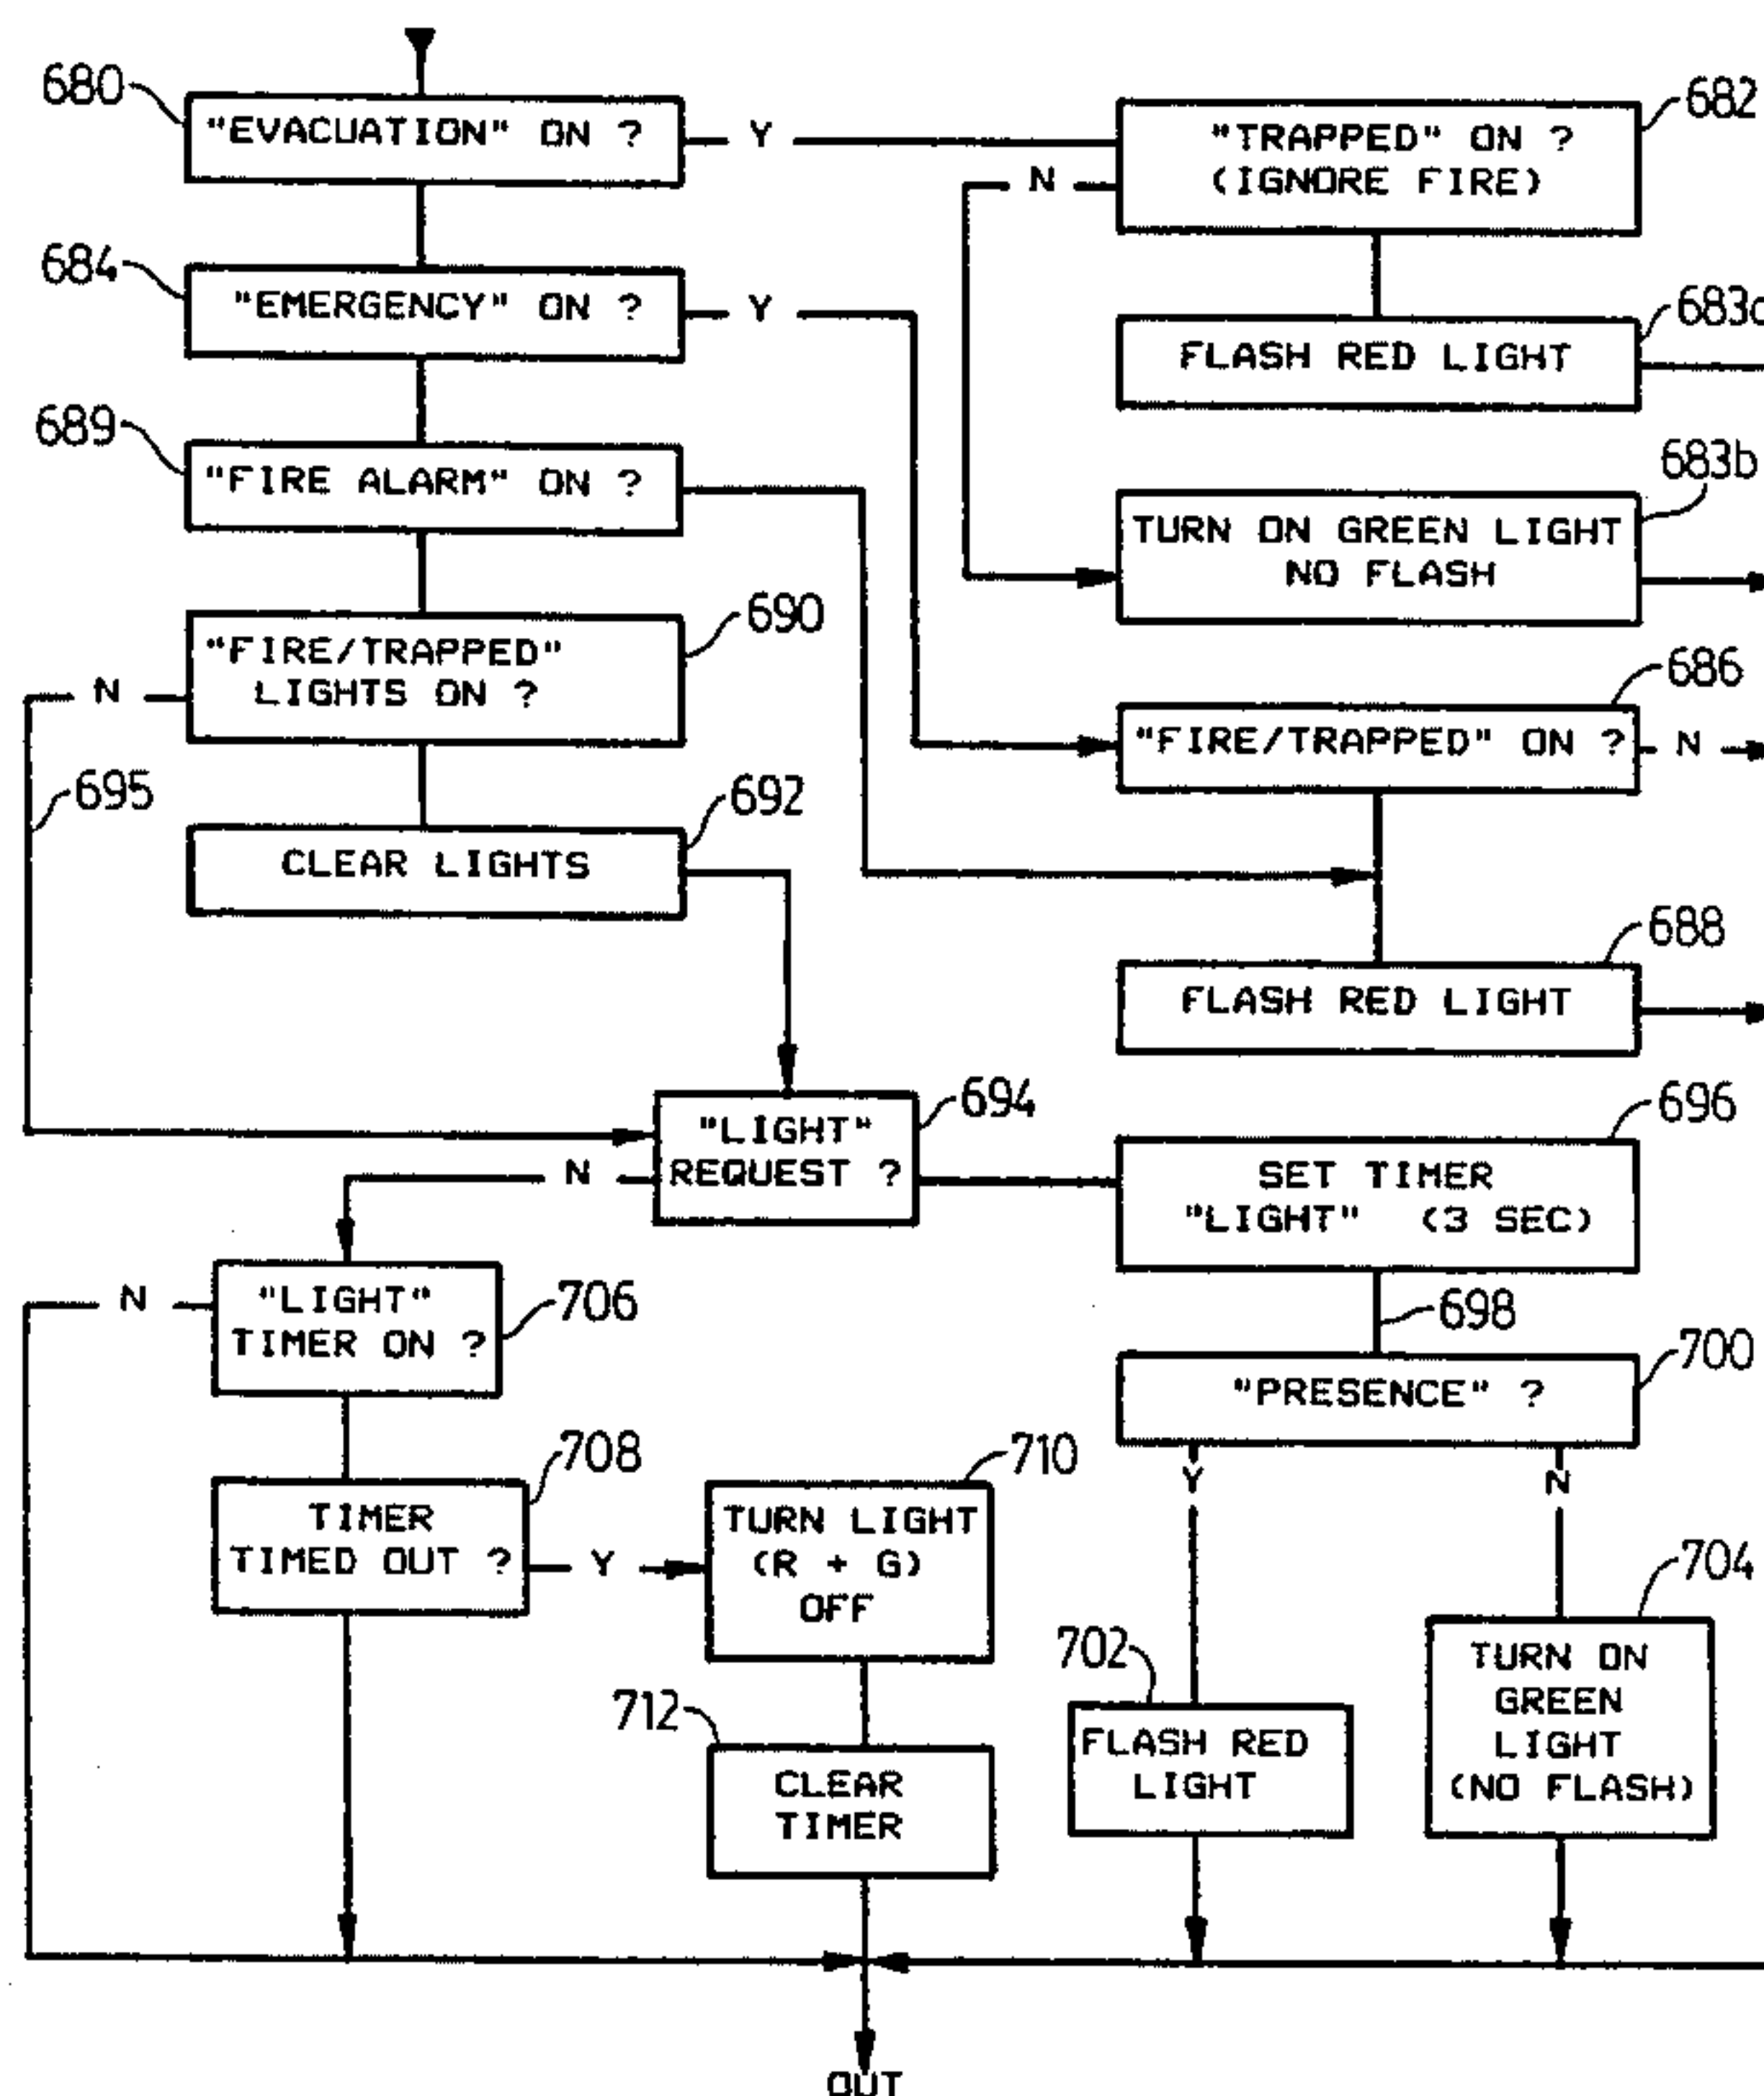 680
"EVACUATION" ON ?
Y
682
"TRAPPED" ON ?
(IGNORE FIRE)
N
684
"EMERGENCY" ON ?
Y
FLASH RED LIGHT
689
"FIRE ALARM" ON ?
683b
TURN ON GREEN LIGHT
NO FLASH
690
"FIRE/TRAPPED"
LIGHTS ON ?
N
686
"FIRE/TRAPPED" ON ?
N
695
692
CLEAR LIGHTS
688
FLASH RED LIGHT
694
"LIGHT"
REQUEST ?
N
696
SET TIMER
"LIGHT" (3 SEC)
698
706
"LIGHT"
TIMER ON ?
N
700
"PRESENCE" ?
Y
N
708
TIMER
TIMED OUT ?
Y
710
TURN LIGHT
(R + G)
OFF
712
CLEAR
TIMER
702
FLASH RED
LIGHT
704
TURN ON
GREEN
LIGHT
(NO FLASH)
OUT